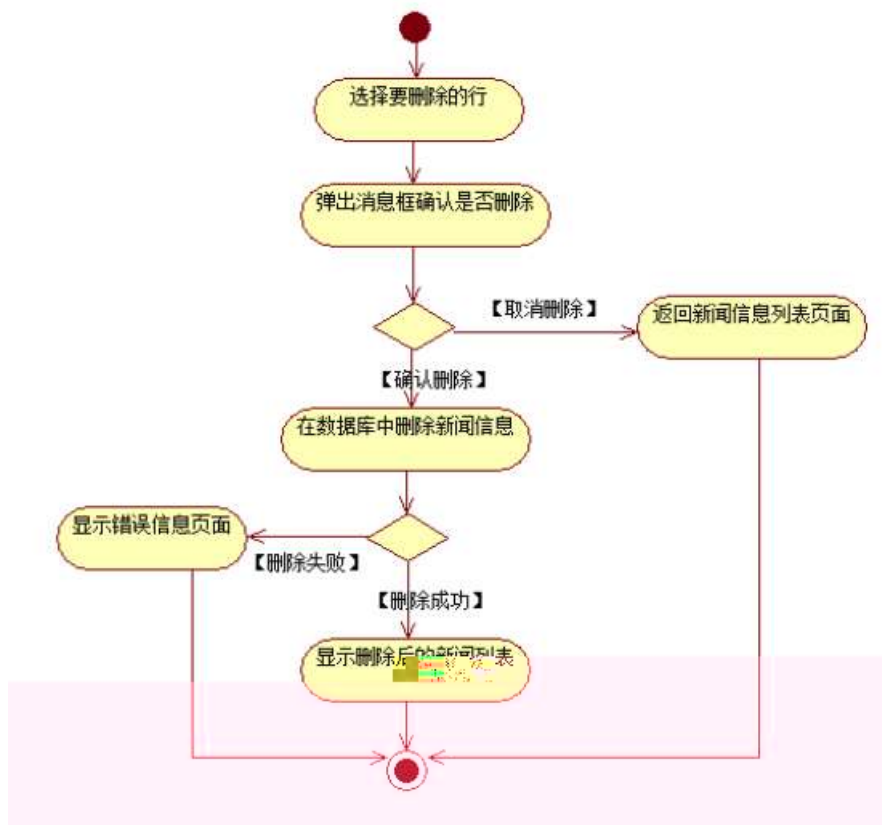 选择要删除的行
弹出消息框确认是否删除
【取消删除】
返回新闻信息列表页面
【确认删除】
在数据库中删除新闻信息
显示错误信息页面
【删除失败】
【删除成功】
显示删除后的新闻列表